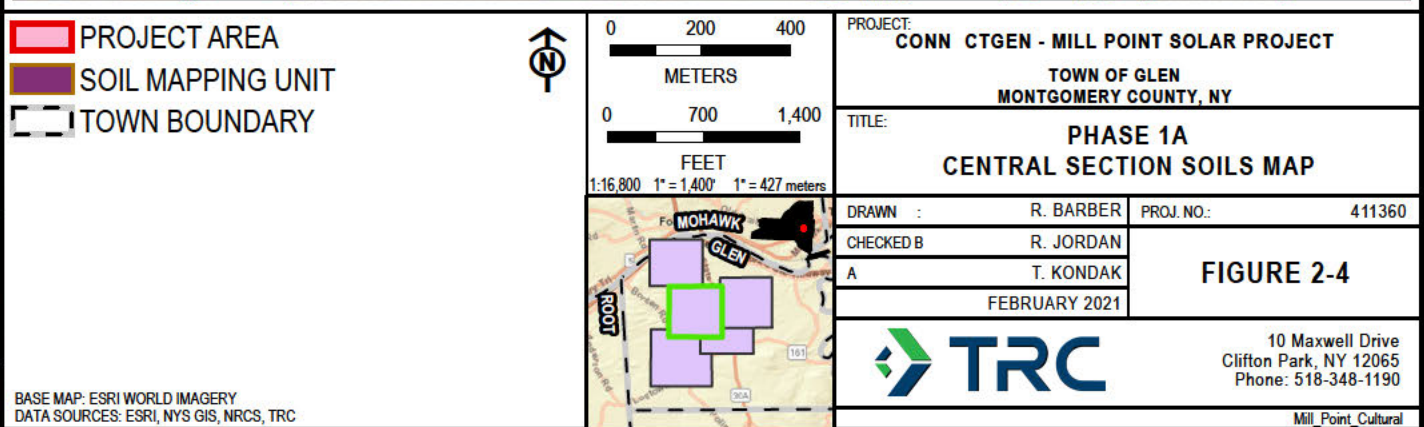 PROJECT AREA
SOIL MAPPING UNIT
TOWN BOUNDARY
BASE MAP: ESRI WORLD IMAGERY
DATA SOURCES: ESRI, NYS GIS, NRCS, TRC
N
0 200 400
METERS
0 700 1,400
FEET
1:16,800 1" = 1,400' 1" = 427 meters
MOHAWK
GLEN
ROOT
161
30A
PROJECT:
CONN CTGEN - MILL POINT SOLAR PROJECT
TOWN OF GLEN
MONTGOMERY COUNTY, NY
TITLE:
PHASE 1A
CENTRAL SECTION SOILS MAP
DRAWN : R. BARBER
PROJ. NO.: 411360
CHECKED B R. JORDAN
A T. KONDAK
FEBRUARY 2021
FIGURE 2-4
TRC
10 Maxwell Drive
Clifton Park, NY 12065
Phone: 518-348-1190
Mill_Point_Cultural